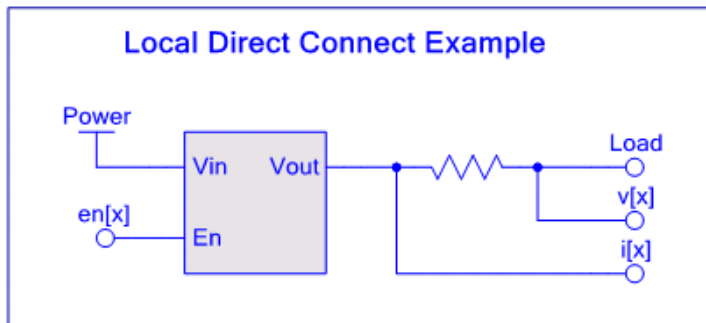 Local Direct Connect Example
Power
Load
Vin
Vout
v[x]
en[x]
En
i[x]